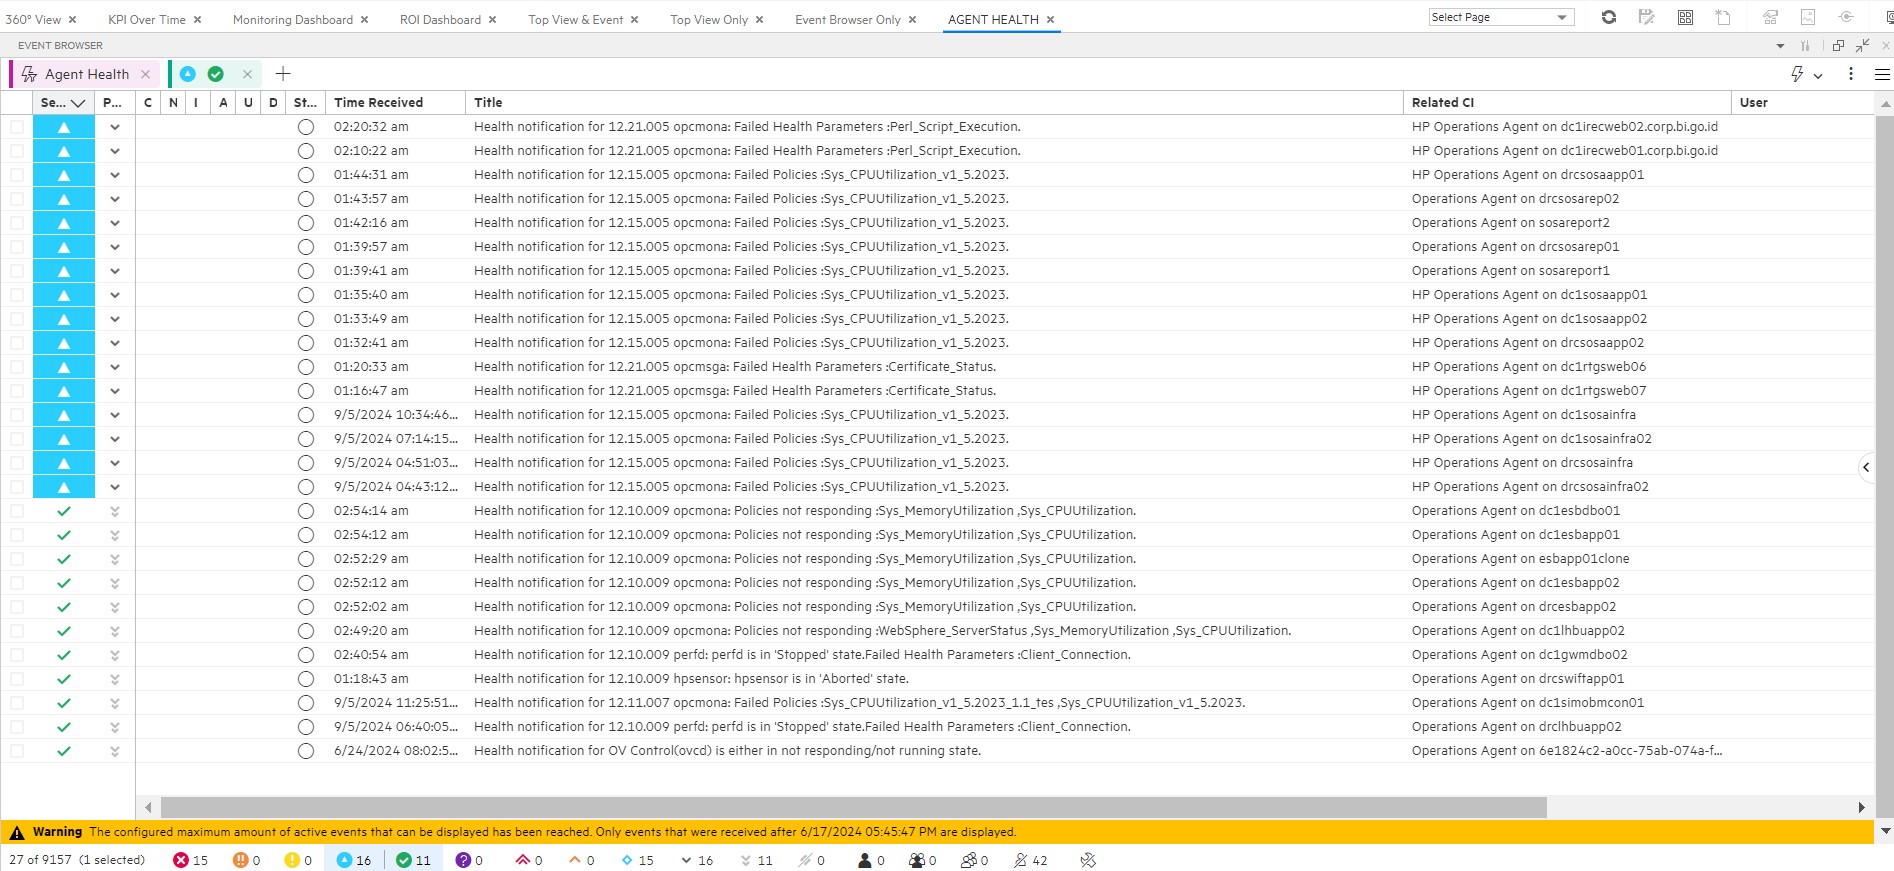 360° View × KPI Over Time × Monitoring Dashboard × ROI Dashboard × Top View & Event × Top View Only × Event Browser Only × AGENT HEALTH × Select Page
EVENT BROWSER
Agent Health ×
Se... P... C N I A U D St... Time Received Title Related CI User
02:20:32 am Health notification for 12.21.005 opcmona: Failed Health Parameters :Perl_Script_Execution. HP Operations Agent on dc1irecweb02.corp.bi.go.id
02:10:22 am Health notification for 12.21.005 opcmona: Failed Health Parameters :Perl_Script_Execution. HP Operations Agent on dc1irecweb01.corp.bi.go.id
01:44:31 am Health notification for 12.15.005 opcmona: Failed Policies :Sys_CPUUtilization_v1_5.2023. HP Operations Agent on drcsosaapp01
01:43:57 am Health notification for 12.15.005 opcmona: Failed Policies :Sys_CPUUtilization_v1_5.2023. Operations Agent on drcsosarep02
01:42:16 am Health notification for 12.15.005 opcmona: Failed Policies :Sys_CPUUtilization_v1_5.2023. Operations Agent on sosareport2
01:39:57 am Health notification for 12.15.005 opcmona: Failed Policies :Sys_CPUUtilization_v1_5.2023. Operations Agent on drcsosarep01
01:39:41 am Health notification for 12.15.005 opcmona: Failed Policies :Sys_CPUUtilization_v1_5.2023. Operations Agent on sosareport1
01:35:40 am Health notification for 12.15.005 opcmona: Failed Policies :Sys_CPUUtilization_v1_5.2023. HP Operations Agent on dc1sosaapp01
01:33:49 am Health notification for 12.15.005 opcmona: Failed Policies :Sys_CPUUtilization_v1_5.2023. HP Operations Agent on dc1sosaapp02
01:32:41 am Health notification for 12.15.005 opcmona: Failed Policies :Sys_CPUUtilization_v1_5.2023. HP Operations Agent on drcsosaapp02
01:20:33 am Health notification for 12.21.005 opcmsga: Failed Health Parameters :Certificate_Status. HP Operations Agent on dc1rtgsweb06
01:16:47 am Health notification for 12.21.005 opcmsga: Failed Health Parameters :Certificate_Status. HP Operations Agent on dc1rtgsweb07
9/5/2024 10:34:46... Health notification for 12.15.005 opcmona: Failed Policies :Sys_CPUUtilization_v1_5.2023. HP Operations Agent on dc1sosainfra
9/5/2024 07:14:15... Health notification for 12.15.005 opcmona: Failed Policies :Sys_CPUUtilization_v1_5.2023. HP Operations Agent on dc1sosainfra02
9/5/2024 04:51:03... Health notification for 12.15.005 opcmona: Failed Policies :Sys_CPUUtilization_v1_5.2023. HP Operations Agent on drcsosainfra
9/5/2024 04:43:12... Health notification for 12.15.005 opcmona: Failed Policies :Sys_CPUUtilization_v1_5.2023. HP Operations Agent on drcsosainfra02
02:54:14 am Health notification for 12.10.009 opcmona: Policies not responding :Sys_MemoryUtilization ,Sys_CPUUtilization. Operations Agent on dc1esbdbo01
02:54:12 am Health notification for 12.10.009 opcmona: Policies not responding :Sys_MemoryUtilization ,Sys_CPUUtilization. Operations Agent on dc1esbapp01
02:52:29 am Health notification for 12.10.009 opcmona: Policies not responding :Sys_MemoryUtilization ,Sys_CPUUtilization. Operations Agent on esbapp01clone
02:52:12 am Health notification for 12.10.009 opcmona: Policies not responding :Sys_MemoryUtilization ,Sys_CPUUtilization. Operations Agent on dc1esbapp02
02:52:02 am Health notification for 12.10.009 opcmona: Policies not responding :Sys_MemoryUtilization ,Sys_CPUUtilization. Operations Agent on drcesbapp02
02:49:20 am Health notification for 12.10.009 opcmona: Policies not responding :WebSphere_ServerStatus ,Sys_MemoryUtilization ,Sys_CPUUtilization. Operations Agent on dc1lhbuapp02
02:40:54 am Health notification for 12.10.009 perfd: perfd is in 'Stopped' state.Failed Health Parameters :Client_Connection. Operations Agent on dc1gwmdbo02
01:18:43 am Health notification for 12.10.009 hpsensor: hpsensor is in 'Aborted' state. Operations Agent on drcswiftapp01
9/5/2024 11:25:51... Health notification for 12.11.007 opcmona: Failed Policies :Sys_CPUUtilization_v1_5.2023_1.1_tes ,Sys_CPUUtilization_v1_5.2023. Operations Agent on dc1simobmcon01
9/5/2024 06:40:05... Health notification for 12.10.009 perfd: perfd is in 'Stopped' state.Failed Health Parameters :Client_Connection. Operations Agent on drclhbuapp02
6/24/2024 08:02:5... Health notification for OV Control(ovcd) is either in not responding/not running state. Operations Agent on 6e1824c2-a0cc-75ab-074a-f...
Warning The configured maximum amount of active events that can be displayed has been reached. Only events that were received after 6/17/2024 05:45:47 PM are displayed.
27 of 9157 (1 selected) 15 0 0 16 11 0 0 0 15 16 11 0 0 0 0 42